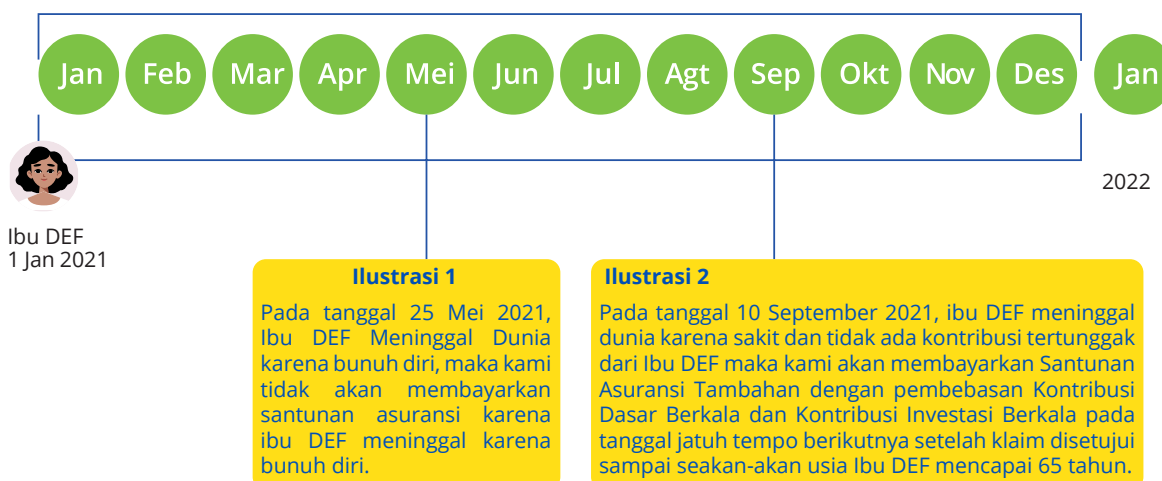 Jan Feb Mar Apr Mei Jun Jul Agt Sep Okt Nov Des Jan
2022
Ibu DEF
1 Jan 2021
Ilustrasi 1
Pada tanggal 25 Mei 2021,
Ibu DEF Meninggal Dunia
karena bunuh diri, maka kami
tidak akan membayarkan
santunan asuransi karena
ibu DEF meninggal karena
bunuh diri.
Ilustrasi 2
Pada tanggal 10 September 2021, ibu DEF meninggal
dunia karena sakit dan tidak ada kontribusi tertunggak
dari Ibu DEF maka kami akan membayarkan Santunan
Asuransi Tambahan dengan pembebasan Kontribusi
Dasar Berkala dan Kontribusi Investasi Berkala pada
tanggal jatuh tempo berikutnya setelah klaim disetujui
sampai seakan-akan usia Ibu DEF mencapai 65 tahun.